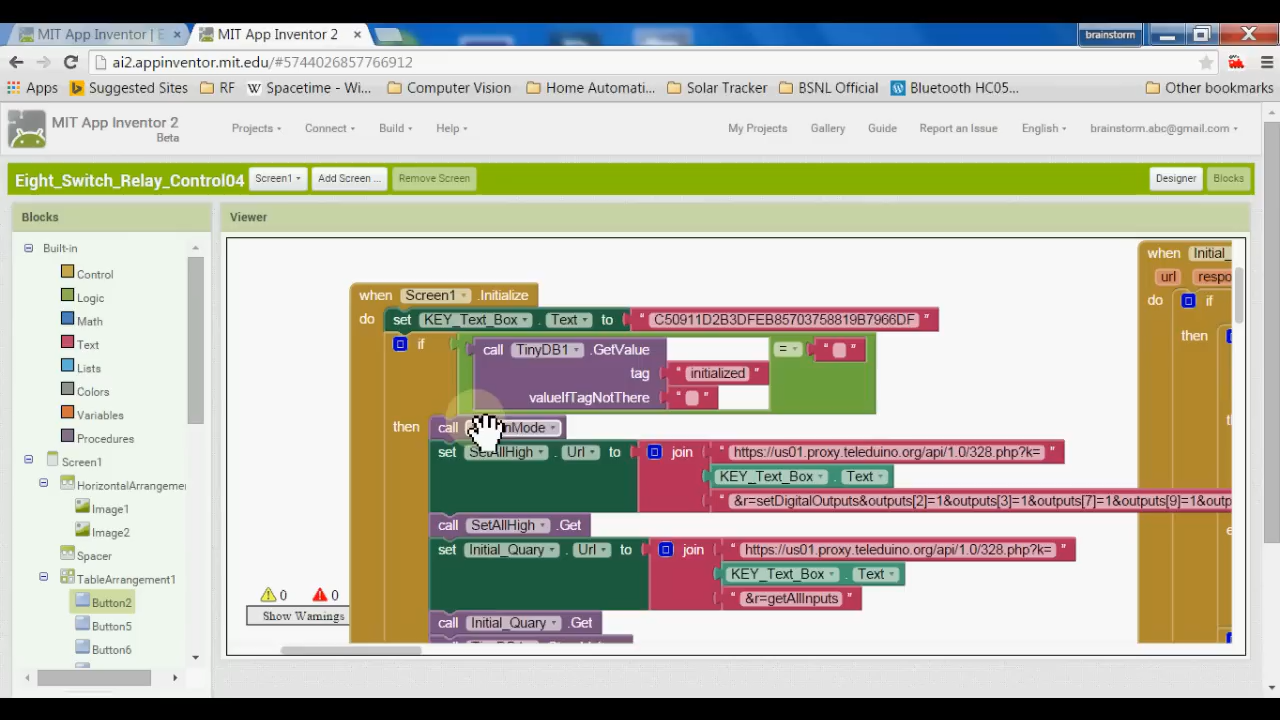 MIT App Inventor | E
MIT App Inventor 2
brainstorm
ai2.appinventor.mit.edu/#5744026857766912
Apps Suggested Sites RF Spacetime - Wi... Computer Vision Home Automati... Solar Tracker BSNL Official Bluetooth HC05... Other bookmarks
MIT App Inventor 2
Beta
Projects Connect Build Help My Projects Gallery Guide Report an Issue English brainstorm.abc@gmail.com
Eight_Switch_Relay_Control04 Screen1 Add Screen ... Remove Screen Designer Blocks
Blocks
Viewer
Built-in
Control
Logic
Math
Text
Lists
Colors
Variables
Procedures
Screen1
HorizontalArrangemer
Image1
Image2
Spacer
TableArrangement1
Button2
Button5
Button6
when Screen1 .Initialize
do set KEY_Text_Box . Text to " C50911D2B3DFEB85703758819B7966DF "
if call TinyDB1 .GetValue = " "
tag " initialized "
valueIfTagNotThere " "
then call nMode
set SetAllHigh . Url to join " https://us01.proxy.teleduino.org/api/1.0/328.php?k= "
KEY_Text_Box . Text
" &r=setDigitalOutputs&outputs[2]=1&outputs[3]=1&outputs[7]=1&outputs[9]=1&outp
call SetAllHigh .Get
set Initial_Quary . Url to join " https://us01.proxy.teleduino.org/api/1.0/328.php?k= "
KEY_Text_Box . Text
" &r=getAllInputs "
call Initial_Quary .Get
when Initial_
url respo
do if
then
0 0
Show Warnings